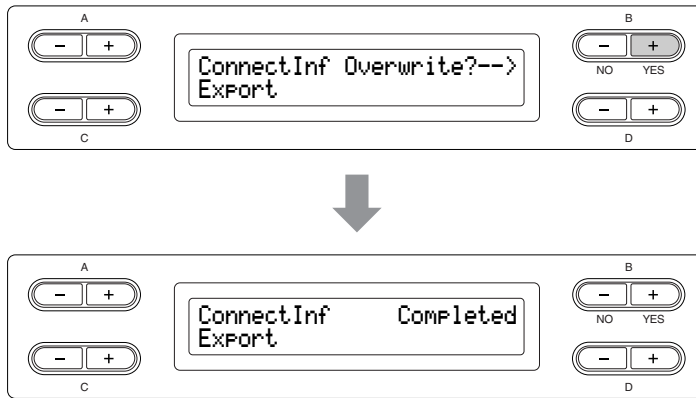 A
B
− +
− +
NO YES
ConnectInf Overwrite?-->
Export
− +
− +
C
D
A
B
− +
− +
NO YES
ConnectInf Completed
Export
− +
− +
C
D